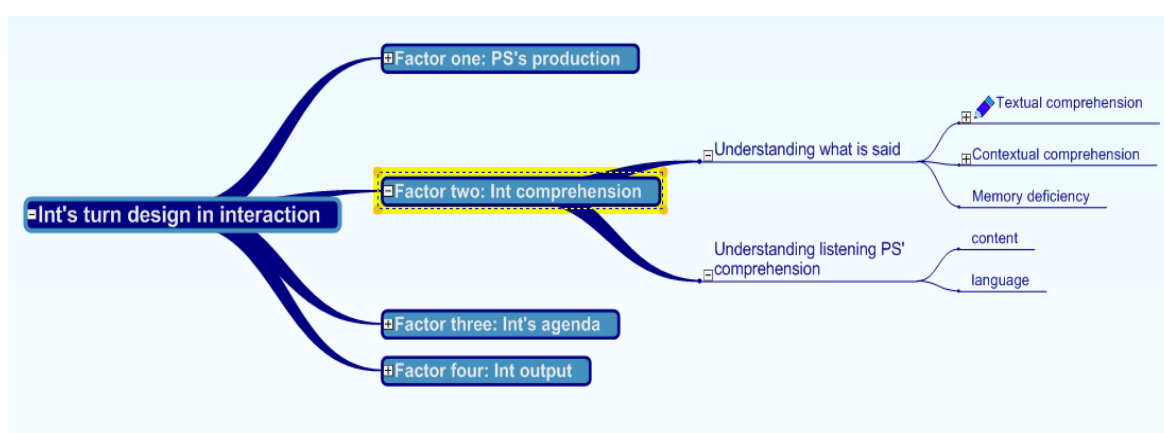 Int's turn design in interaction
Factor one: PS's production
Factor two: Int comprehension
Understanding what is said
Textual comprehension
Contextual comprehension
Memory deficiency
Understanding listening PS'
comprehension
content
language
Factor three: Int's agenda
Factor four: Int output